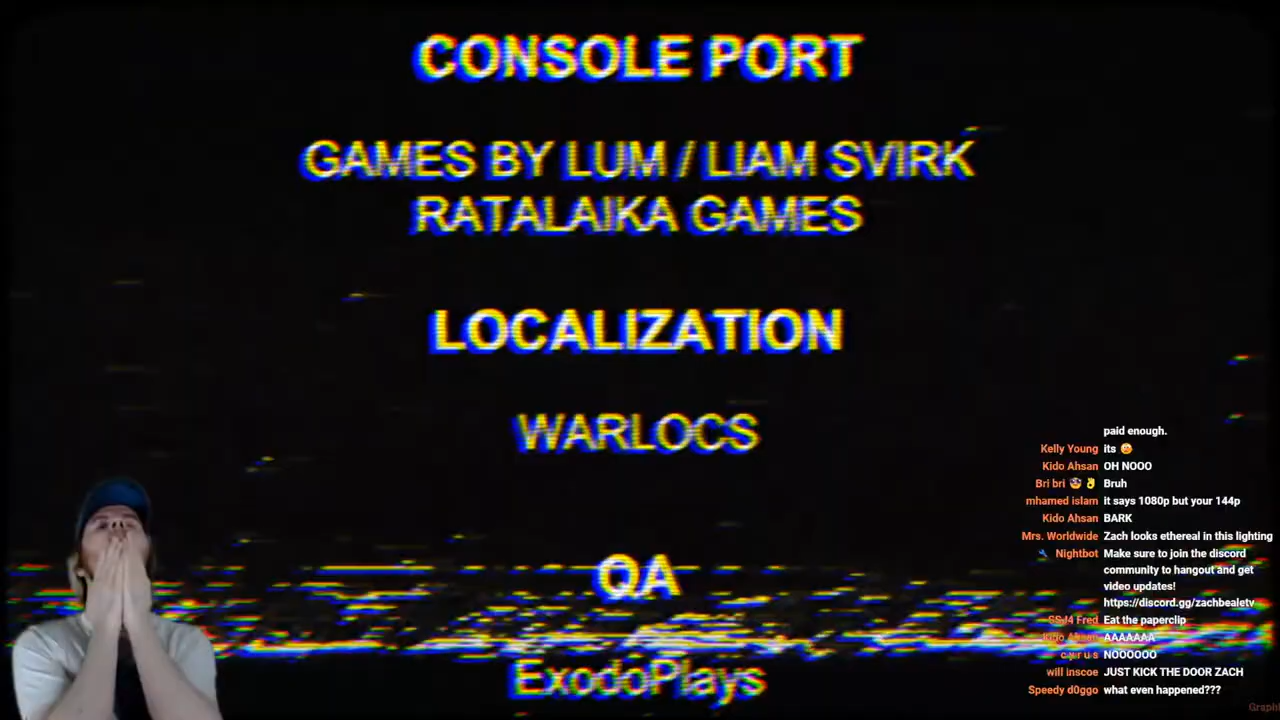 CONSOLE PORT
GAMES BY LUM / LIAM SVIRK
RATALAIKA GAMES
LOCALIZATION
WARLOCS
QA
ExodoPlays
paid enough.
Kelly Young its
Kido Ahsan OH NOOO
Bri bri Bruh
mhamed islam it says 1080p but your 144p
Kido Ahsan BARK
Mrs. Worldwide Zach looks ethereal in this lighting
Nightbot Make sure to join the discord
community to hangout and get
video updates!
https://discord.gg/zachbealetv
Fred Eat the paperclip
Kido Ahsan AAAAAAA
c y r u s NOOOOOO
will inscoe JUST KICK THE DOOR ZACH
Speedy d0ggo what even happened???
Graphi